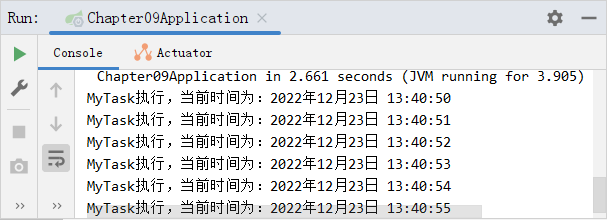 Run: Chapter09Application
Console Actuator
Chapter09Application in 2.661 seconds (JVM running for 3.905)
MyTask执行，当前时间为：2022年12月23日 13:40:50
MyTask执行，当前时间为：2022年12月23日 13:40:51
MyTask执行，当前时间为：2022年12月23日 13:40:52
MyTask执行，当前时间为：2022年12月23日 13:40:53
MyTask执行，当前时间为：2022年12月23日 13:40:54
MyTask执行，当前时间为：2022年12月23日 13:40:55